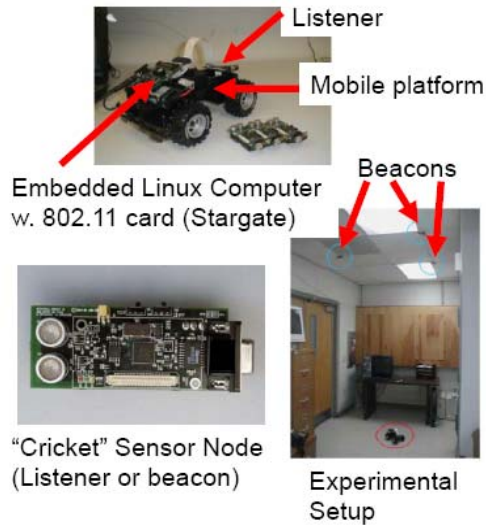 Listener
Mobile platform
Embedded Linux Computer
w. 802.11 card (Stargate)
Beacons
"Cricket" Sensor Node
(Listener or beacon)
Experimental
Setup